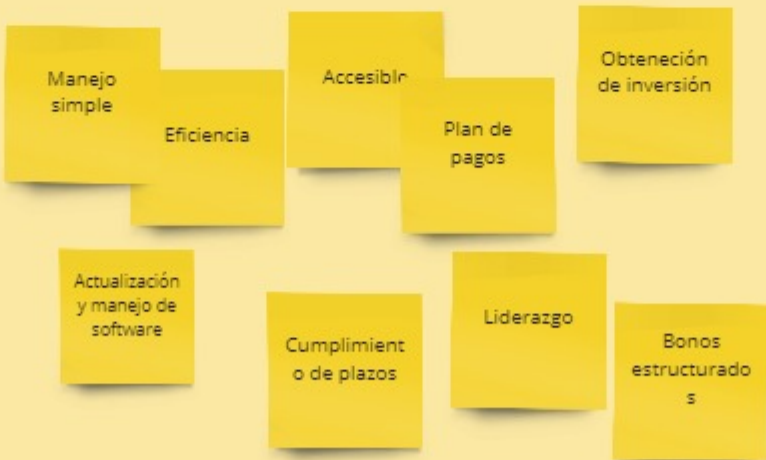 Manejo
simple
Eficiencia
Accesible
Plan de
pagos
Obteneción
de inversión
Actualización
y manejo de
software
Cumplimient
o de plazos
Liderazgo
Bonos
estructurado
s